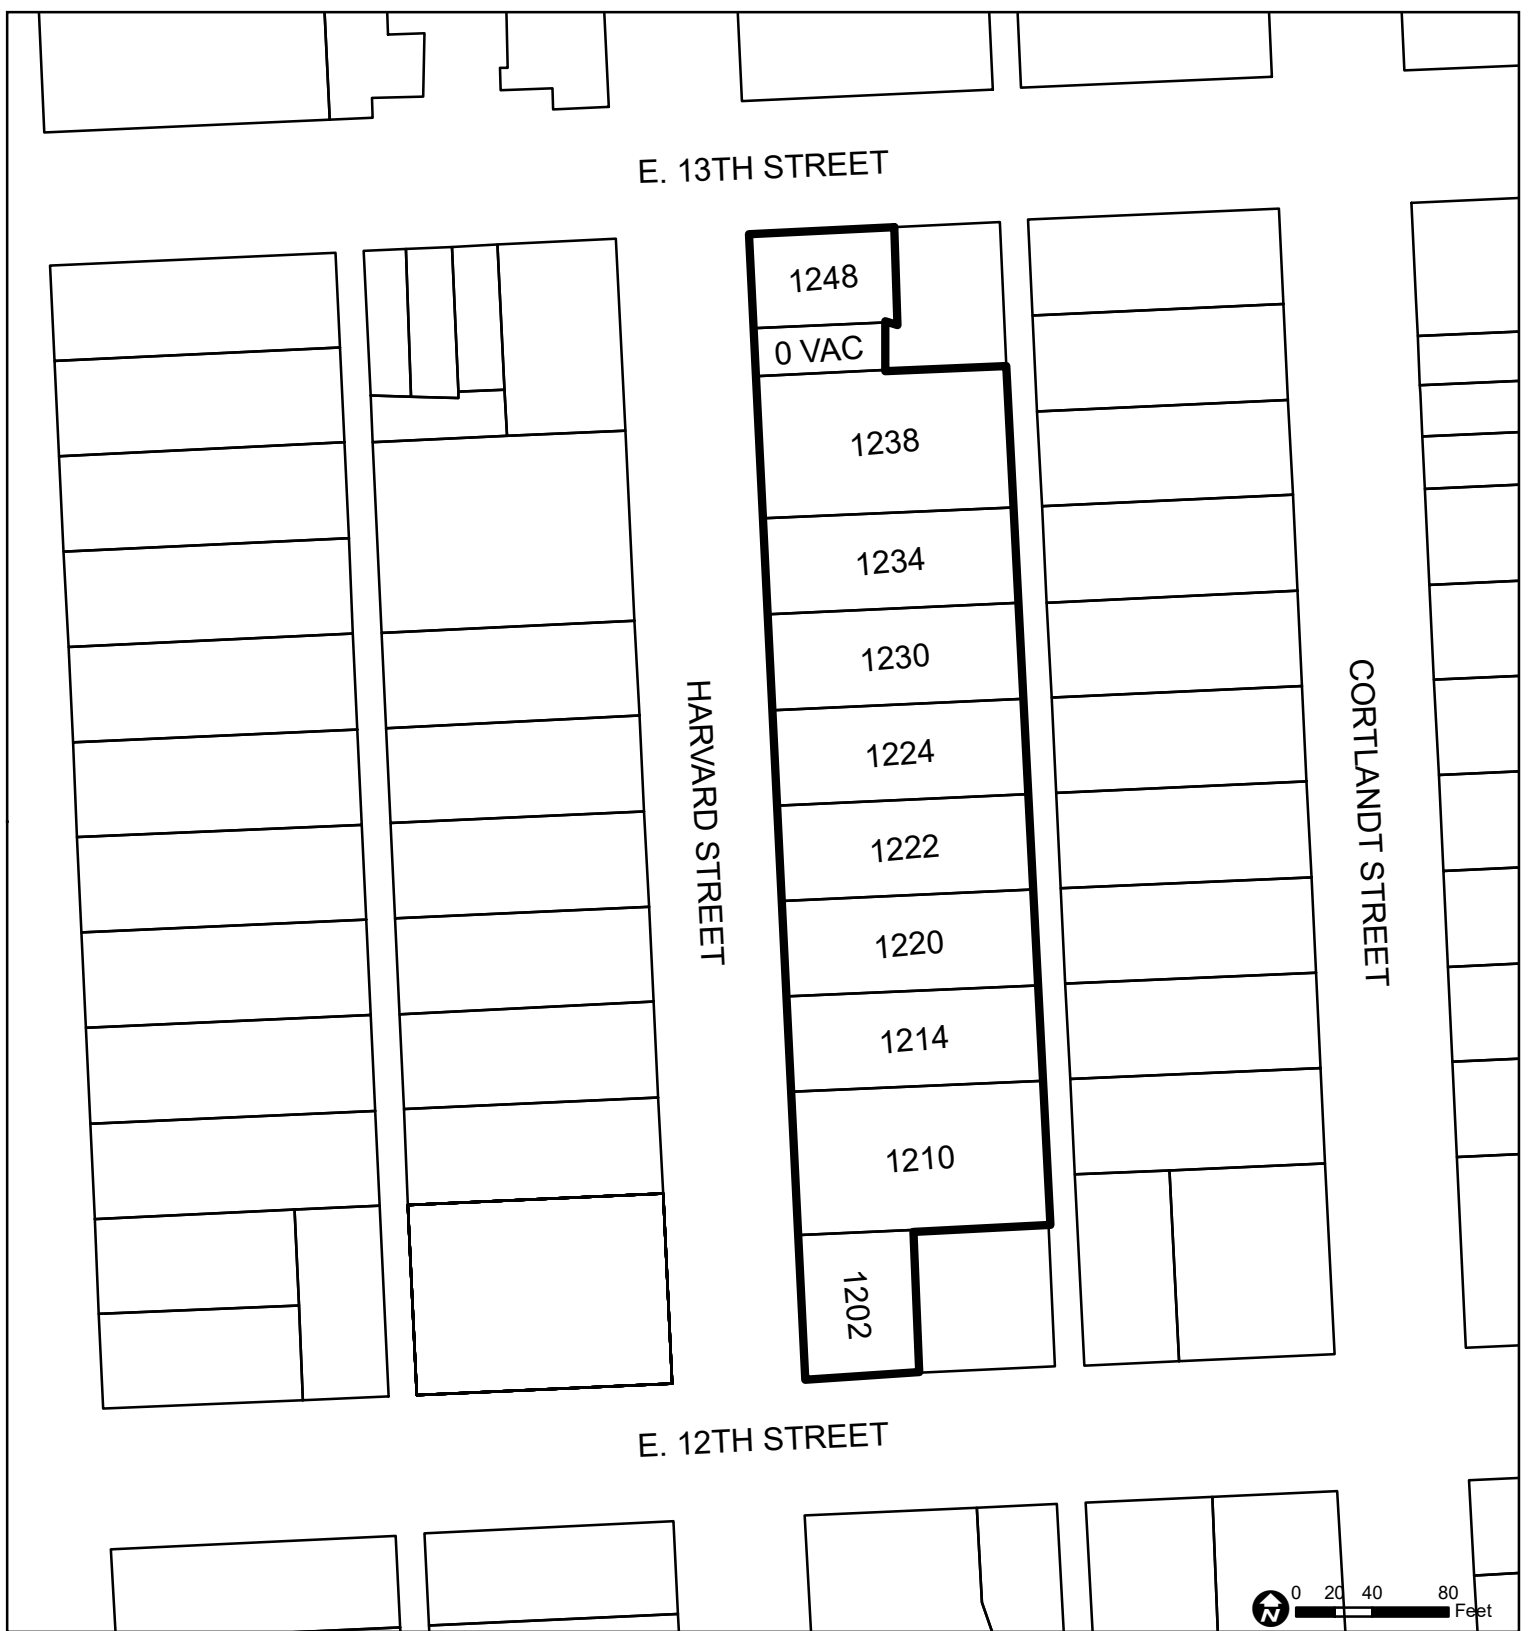 E. 13TH STREET
1248
0 VAC
1238
1234
1230
1224
1222
1220
1214
1210
1202
HARVARD STREET
CORTLANDT STREET
E. 12TH STREET
N
0 20 40 80
Feet